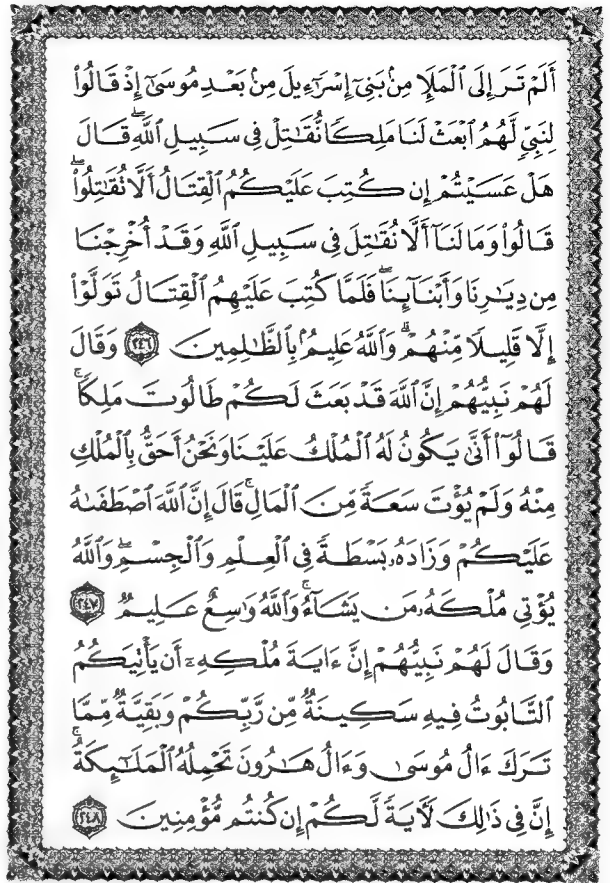 أَلَمْ تَرَ إِلَى ٱلْمَلَإِ مِنۢ بَنِىٓ إِسْرَٰٓءِيلَ مِنۢ بَعْدِ مُوسَىٰٓ إِذْ قَالُوا۟
لِنَبِىٍّ لَّهُمُ ٱبْعَثْ لَنَا مَلِكًا نُّقَٰتِلْ فِى سَبِيلِ ٱللَّهِ ۖ قَالَ
هَلْ عَسَيْتُمْ إِن كُتِبَ عَلَيْكُمُ ٱلْقِتَالُ أَلَّا تُقَٰتِلُوا۟ ۖ
قَالُوا۟ وَمَا لَنَآ أَلَّا نُقَٰتِلَ فِى سَبِيلِ ٱللَّهِ وَقَدْ أُخْرِجْنَا
مِن دِيَٰرِنَا وَأَبْنَآئِنَا ۖ فَلَمَّا كُتِبَ عَلَيْهِمُ ٱلْقِتَالُ تَوَلَّوْا۟
إِلَّا قَلِيلًا مِّنْهُمْ ۗ وَٱللَّهُ عَلِيمٌۢ بِٱلظَّٰلِمِينَ ٢٤٦ وَقَالَ
لَهُمْ نَبِيُّهُمْ إِنَّ ٱللَّهَ قَدْ بَعَثَ لَكُمْ طَالُوتَ مَلِكًا ۚ
قَالُوٓا۟ أَنَّىٰ يَكُونُ لَهُ ٱلْمُلْكُ عَلَيْنَا وَنَحْنُ أَحَقُّ بِٱلْمُلْكِ
مِنْهُ وَلَمْ يُؤْتَ سَعَةً مِّنَ ٱلْمَالِ ۚ قَالَ إِنَّ ٱللَّهَ ٱصْطَفَىٰهُ
عَلَيْكُمْ وَزَادَهُۥ بَسْطَةً فِى ٱلْعِلْمِ وَٱلْجِسْمِ ۖ وَٱللَّهُ
يُؤْتِى مُلْكَهُۥ مَن يَشَآءُ ۚ وَٱللَّهُ وَٰسِعٌ عَلِيمٌ ٢٤٧
وَقَالَ لَهُمْ نَبِيُّهُمْ إِنَّ ءَايَةَ مُلْكِهِۦٓ أَن يَأْتِيَكُمُ
ٱلتَّابُوتُ فِيهِ سَكِينَةٌ مِّن رَّبِّكُمْ وَبَقِيَّةٌ مِّمَّا
تَرَكَ ءَالُ مُوسَىٰ وَءَالُ هَٰرُونَ تَحْمِلُهُ ٱلْمَلَٰٓئِكَةُ ۚ
إِنَّ فِى ذَٰلِكَ لَءَايَةً لَّكُمْ إِن كُنتُم مُّؤْمِنِينَ ٢٤٨